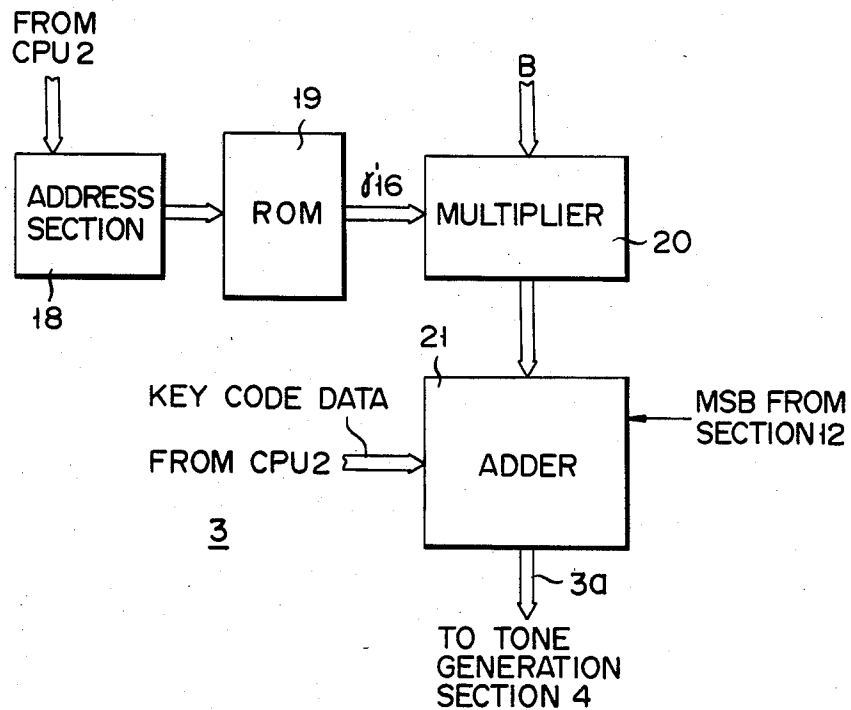 FROM
CPU 2
19
B
ADDRESS
SECTION
ROM
γ16
MULTIPLIER
20
18
21
KEY CODE DATA
MSB FROM
SECTION 12
FROM CPU2
ADDER
3
3a
TO TONE
GENERATION
SECTION 4